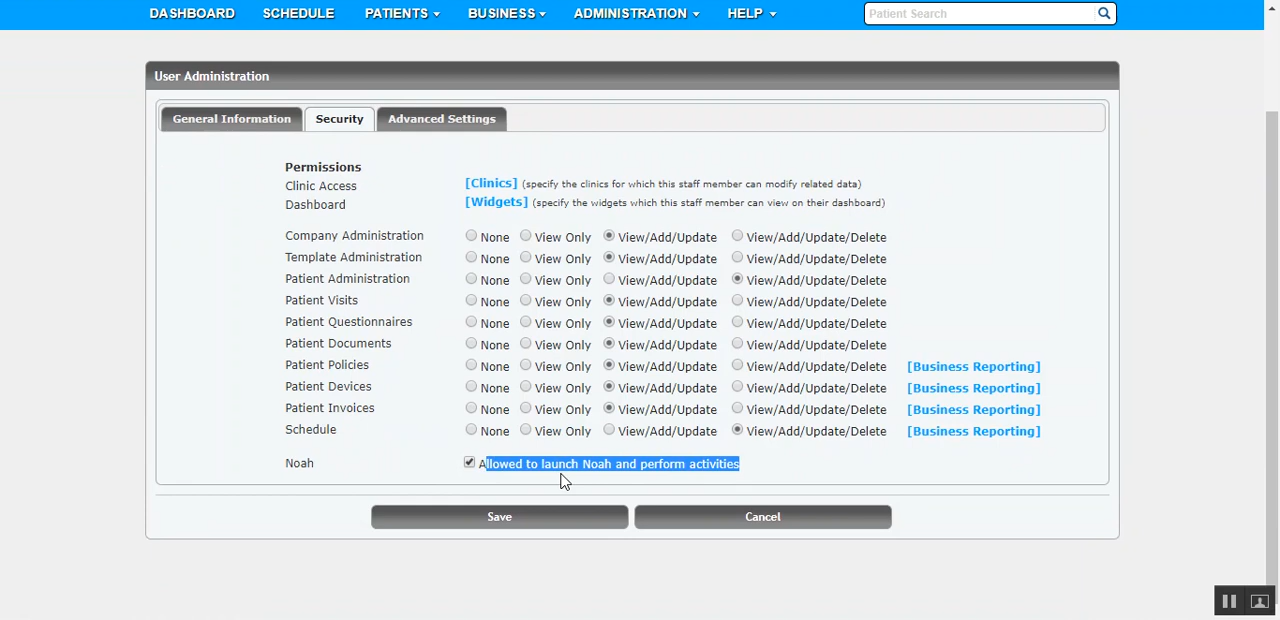 DASHBOARD SCHEDULE PATIENTS BUSINESS ADMINISTRATION HELP Patient Search
User Administration
General Information Security Advanced Settings
Permissions
Clinic Access [Clinics] (specify the clinics for which this staff member can modify related data)
Dashboard [Widgets] (specify the widgets which this staff member can view on their dashboard)
Company Administration None View Only View/Add/Update View/Add/Update/Delete
Template Administration None View Only View/Add/Update View/Add/Update/Delete
Patient Administration None View Only View/Add/Update View/Add/Update/Delete
Patient Visits None View Only View/Add/Update View/Add/Update/Delete
Patient Questionnaires None View Only View/Add/Update View/Add/Update/Delete
Patient Documents None View Only View/Add/Update View/Add/Update/Delete
Patient Policies None View Only View/Add/Update View/Add/Update/Delete [Business Reporting]
Patient Devices None View Only View/Add/Update View/Add/Update/Delete [Business Reporting]
Patient Invoices None View Only View/Add/Update View/Add/Update/Delete [Business Reporting]
Schedule None View Only View/Add/Update View/Add/Update/Delete [Business Reporting]
Noah Allowed to launch Noah and perform activities
Save Cancel